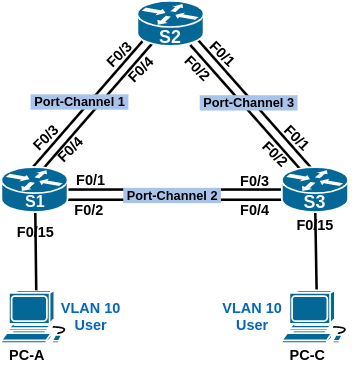 S2
F0/3
F0/4
F0/1
F0/2
Port-Channel 1
Port-Channel 3
F0/3
F0/4
F0/1
F0/2
S1
F0/1
F0/2
Port-Channel 2
F0/3
F0/4
S3
F0/15
F0/15
VLAN 10
User
VLAN 10
User
PC-A
PC-C